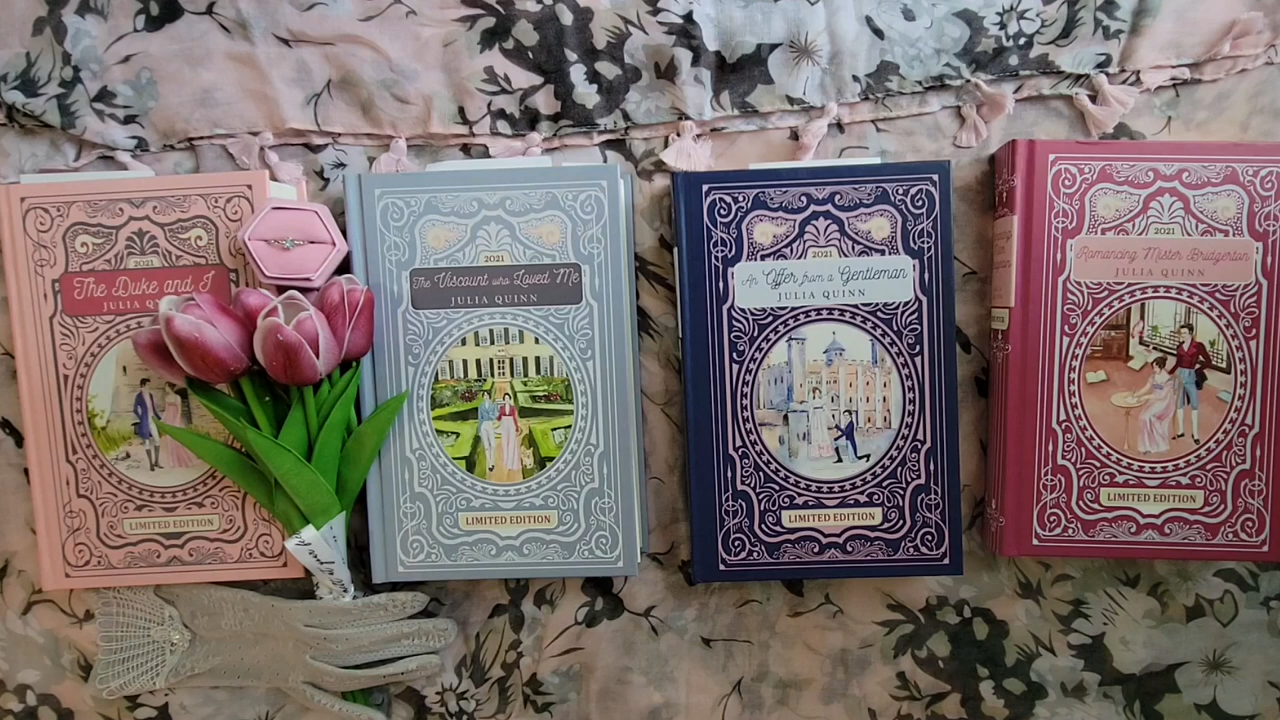 2021
The Duke and I
JULIA
LIMITED EDITION
2021
The Viscount who Loved Me
JULIA QUINN
LIMITED EDITION
2021
An Offer from a Gentleman
JULIA QUINN
LIMITED EDITION
2021
Romancing Mister Bridgerton
JULIA QUINN
LIMITED EDITION